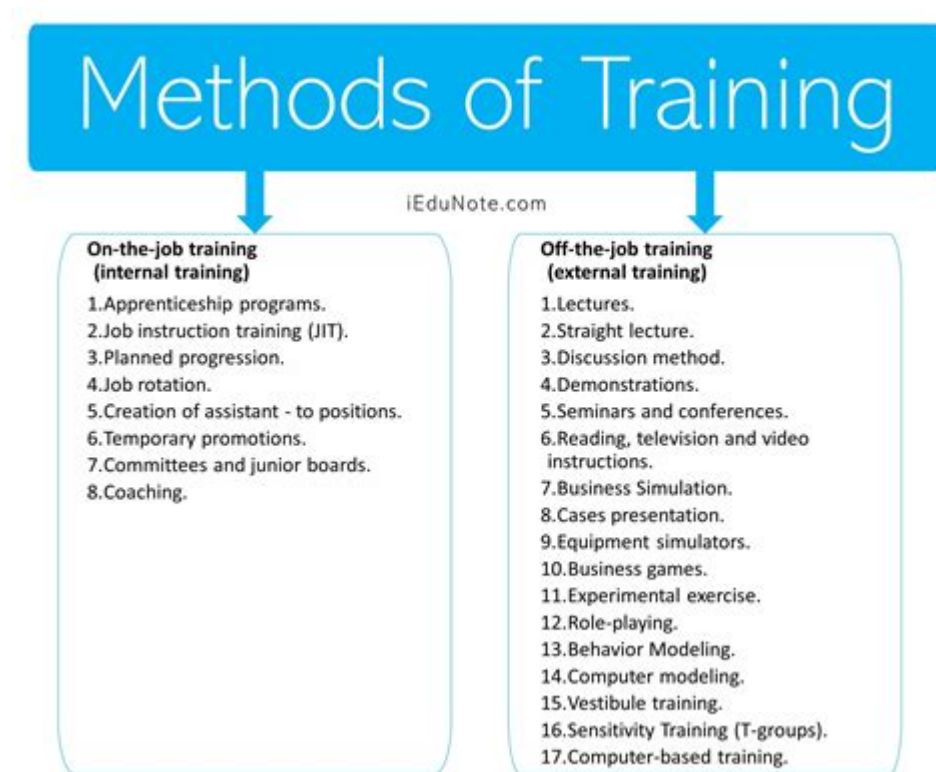 Methods of Training
iEduNote.com
On-the-job training
(internal training)
1.Apprenticeship programs.
2.Job instruction training (JIT).
3.Planned progression.
4.Job rotation.
5.Creation of assistant - to positions.
6.Temporary promotions.
7.Committees and junior boards.
8.Coaching.
Off-the-job training
(external training)
1.Lectures.
2.Straight lecture.
3.Discussion method.
4.Demonstrations.
5.Seminars and conferences.
6.Reading, television and video
instructions.
7.Business Simulation.
8.Cases presentation.
9.Equipment simulators.
10.Business games.
11.Experimental exercise.
12.Role-playing.
13.Behavior Modeling.
14.Computer modeling.
15.Vestibule training.
16.Sensitivity Training (T-groups).
17.Computer-based training.